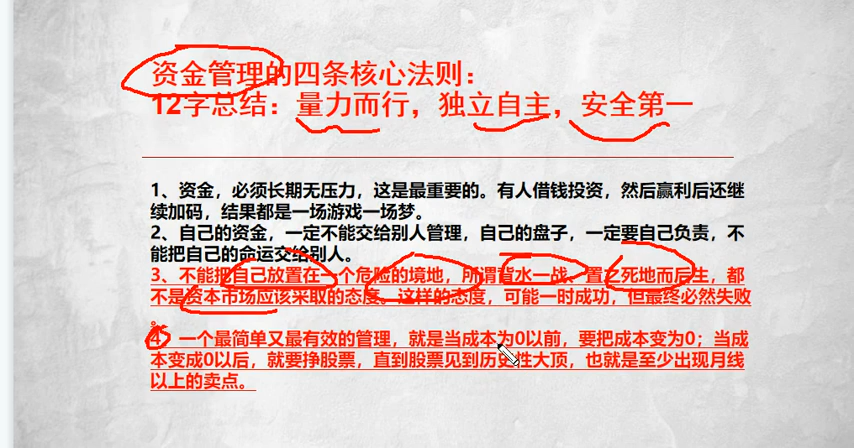 资金管理的四条核心法则：
12字总结：量力而行，独立自主，安全第一
1、资金，必须长期无压力，这是最重要的。有人借钱投资，然后赢利后还继
续加码，结果都是一场游戏一场梦。
2、自己的资金，一定不能交给别人管理，自己的盘子，一定要自己负责，不
能把自己的命运交给别人。
3、不能把自己放置在一个危险的境地，所谓背水一战、置之死地而后生，都
不是资本市场应该采取的态度。这样的态度，可能一时成功，但最终必然失败
。
4、一个最简单又最有效的管理，就是当成本为0以前，要把成本变为0；当成
本变成0以后，就要挣股票，直到股票见到历史性大顶，也就是至少出现月线
以上的卖点。